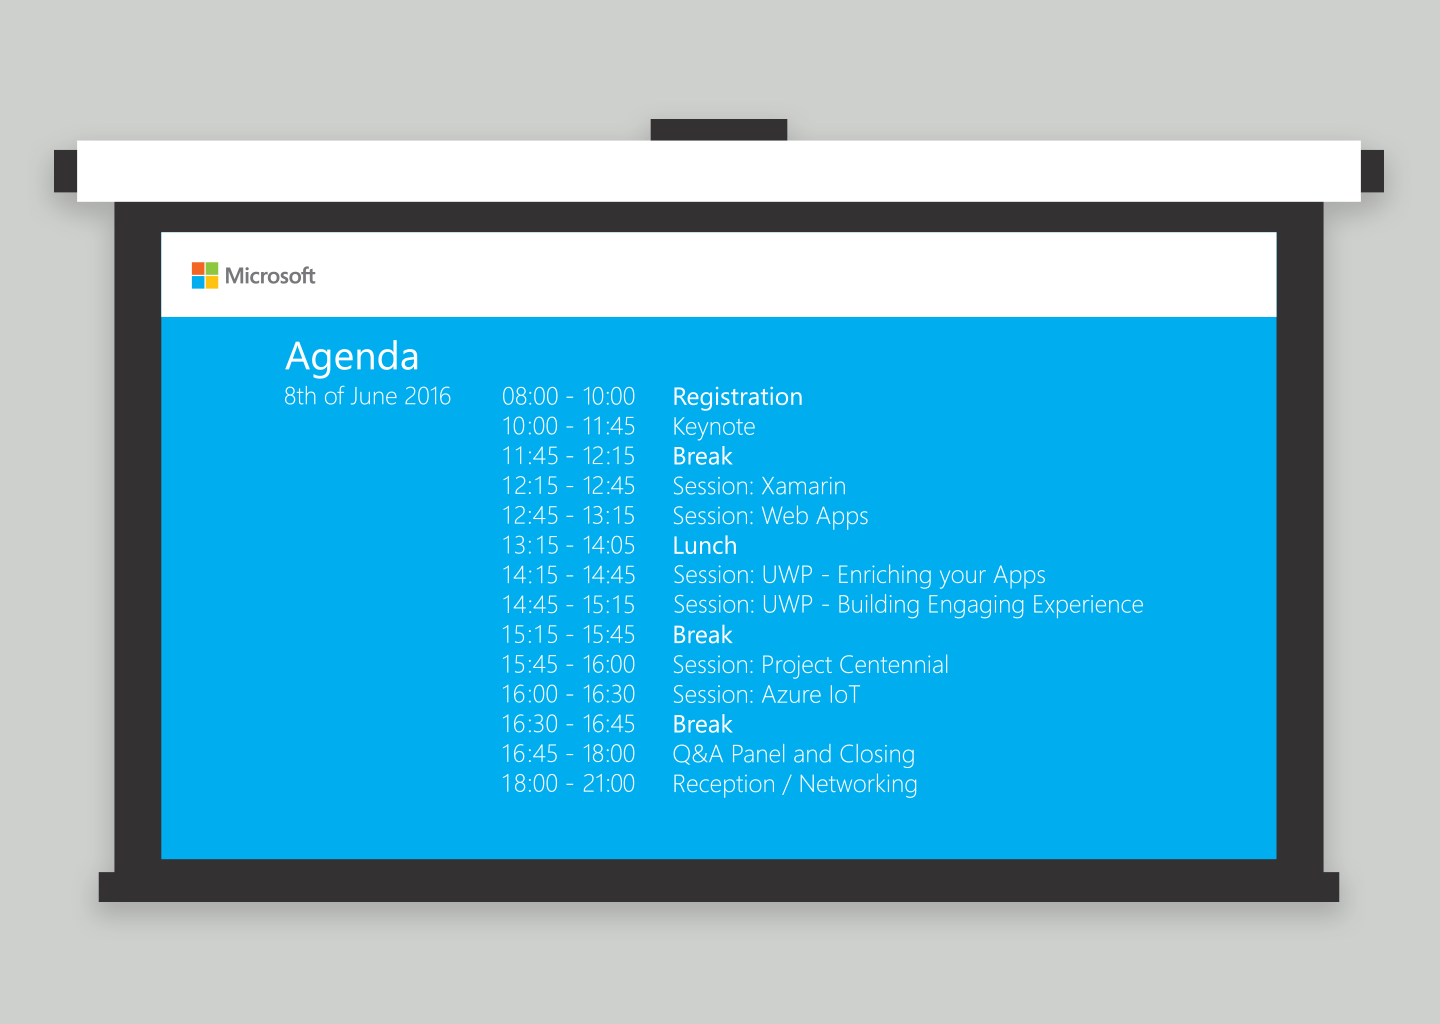 Microsoft
Agenda
8th of June 2016 08:00 - 10:00 Registration
10:00 - 11:45 Keynote
11:45 - 12:15 Break
12:15 - 12:45 Session: Xamarin
12:45 - 13:15 Session: Web Apps
13:15 - 14:05 Lunch
14:15 - 14:45 Session: UWP - Enriching your Apps
14:45 - 15:15 Session: UWP - Building Engaging Experience
15:15 - 15:45 Break
15:45 - 16:00 Session: Project Centennial
16:00 - 16:30 Session: Azure IoT
16:30 - 16:45 Break
16:45 - 18:00 Q&A Panel and Closing
18:00 - 21:00 Reception / Networking